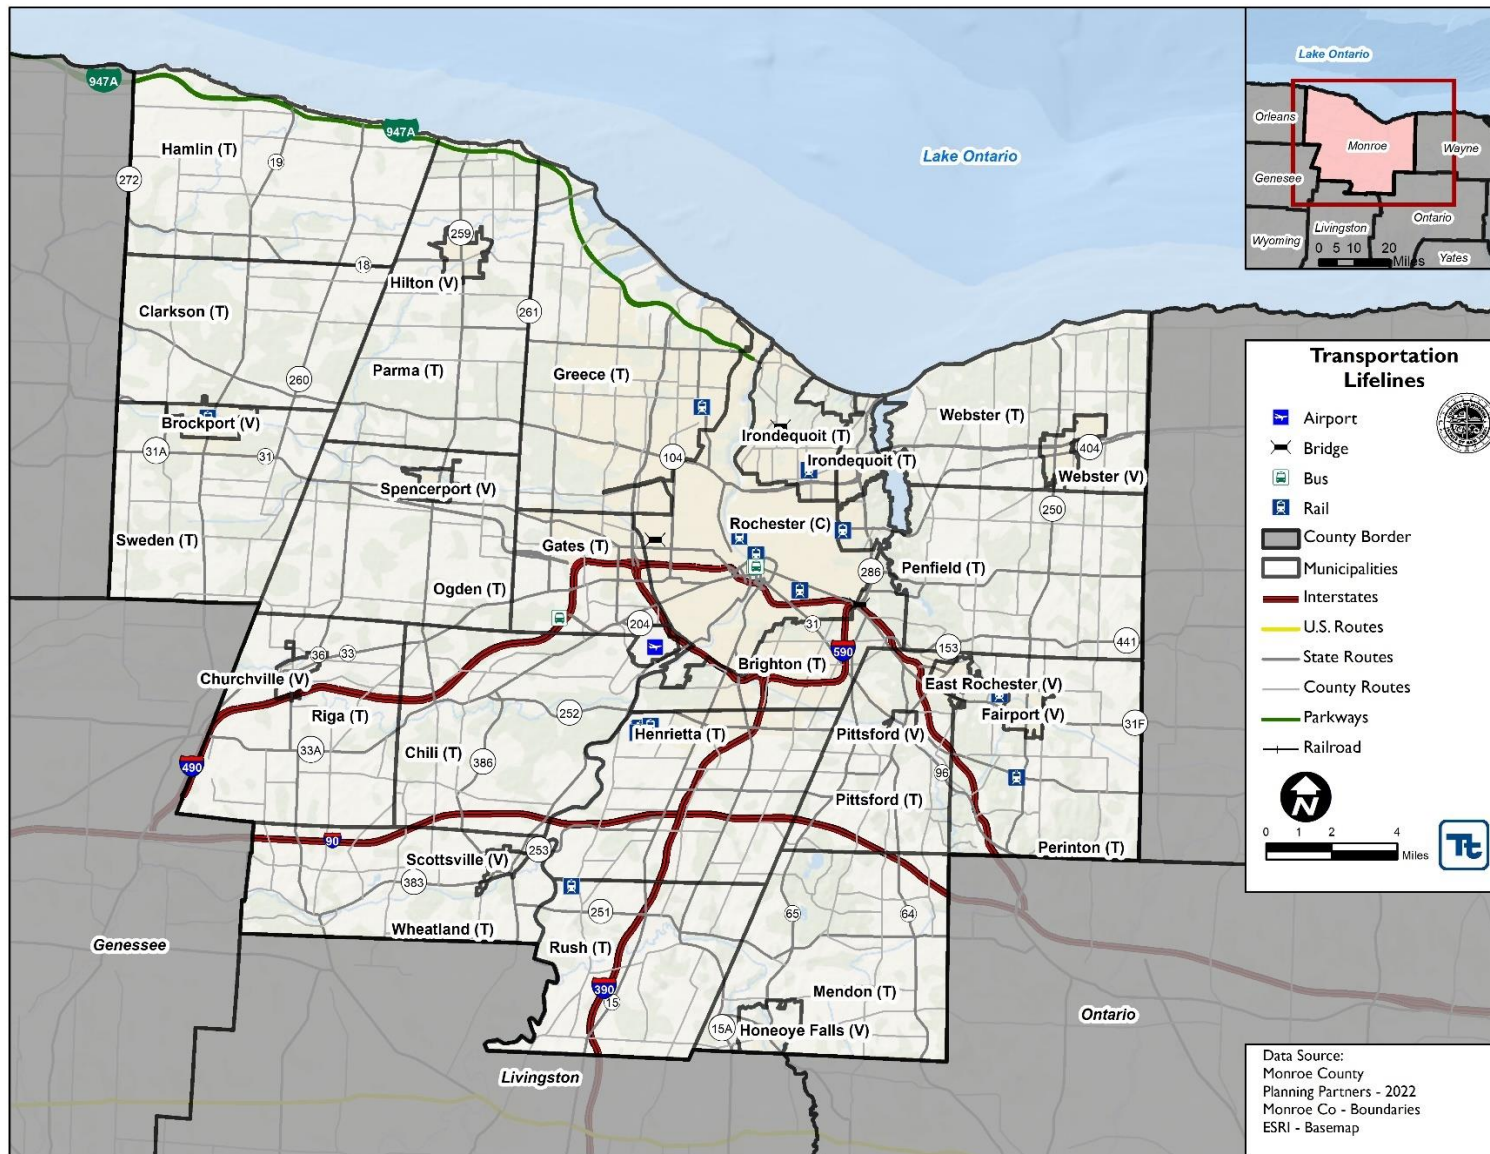 947A
947A
Hamlin (T)
19
272
259
18
Hilton (V)
Clarkson (T)
261
260
Parma (T)
Greece (T)
Lake Ontario
Brockport (V)
31A
31
Spencerport (V)
104
Irondequoit (T)
Irondequoit (T)
Webster (T)
404
Webster (V)
250
Rochester (C)
Sweden (T)
Gates (T)
Ogden (T)
286
Penfield (T)
204
31
36
33
Churchville (V)
Brighton (T)
590
153
441
East Rochester (V)
Riga (T)
252
Fairport (V)
31F
33A
Chili (T)
386
Henrietta (T)
Pittsford (V)
490
96
Pittsford (T)
90
Scottsville (V)
253
Perinton (T)
383
251
65
64
Wheatland (T)
Genessee
Rush (T)
390
15
Mendon (T)
15A
Honeoye Falls (V)
Ontario
Livingston
Lake Ontario
Orleans
Monroe
Wayne
Genesee
Ontario
Livingston
Wyoming
Yates
0 5 10 20
Miles
Transportation
Lifelines
Airport
Bridge
Bus
Rail
County Border
Municipalities
Interstates
U.S. Routes
State Routes
County Routes
Parkways
Railroad
N
0 1 2 4
Miles
Tt
Data Source:
Monroe County
Planning Partners - 2022
Monroe Co - Boundaries
ESRI - Basemap